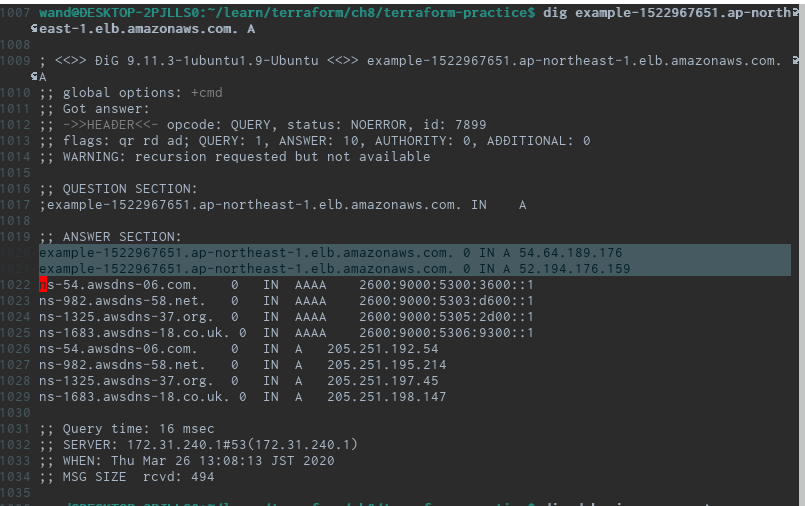 1007 wand@DESKTOP-2PJLLS0:~/learn/terraform/ch8/terraform-practice$ dig example-1522967651.ap-north
east-1.elb.amazonaws.com. A
1008
1009 ; <<>> DiG 9.11.3-1ubuntu1.9-Ubuntu <<>> example-1522967651.ap-northeast-1.elb.amazonaws.com.
A
1010 ;; global options: +cmd
1011 ;; Got answer:
1012 ;; ->>HEADER<<- opcode: QUERY, status: NOERROR, id: 7899
1013 ;; flags: qr rd ad; QUERY: 1, ANSWER: 10, AUTHORITY: 0, ADDITIONAL: 0
1014 ;; WARNING: recursion requested but not available
1015
1016 ;; QUESTION SECTION:
1017 ;example-1522967651.ap-northeast-1.elb.amazonaws.com. IN A
1018
1019 ;; ANSWER SECTION:
example-1522967651.ap-northeast-1.elb.amazonaws.com. 0 IN A 54.64.189.176
example-1522967651.ap-northeast-1.elb.amazonaws.com. 0 IN A 52.194.176.159
1022 ns-54.awsdns-06.com. 0 IN AAAA 2600:9000:5300:3600::1
1023 ns-982.awsdns-58.net. 0 IN AAAA 2600:9000:5303:d600::1
1024 ns-1325.awsdns-37.org. 0 IN AAAA 2600:9000:5305:2d00::1
1025 ns-1683.awsdns-18.co.uk. 0 IN AAAA 2600:9000:5306:9300::1
1026 ns-54.awsdns-06.com. 0 IN A 205.251.192.54
1027 ns-982.awsdns-58.net. 0 IN A 205.251.195.214
1028 ns-1325.awsdns-37.org. 0 IN A 205.251.197.45
1029 ns-1683.awsdns-18.co.uk. 0 IN A 205.251.198.147
1030
1031 ;; Query time: 16 msec
1032 ;; SERVER: 172.31.240.1#53(172.31.240.1)
1033 ;; WHEN: Thu Mar 26 13:08:13 JST 2020
1034 ;; MSG SIZE rcvd: 494
1035